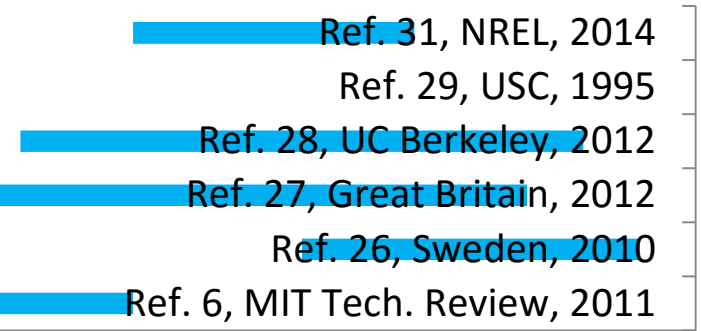 Ref. 31, NREL, 2014
Ref. 29, USC, 1995
Ref. 28, UC Berkeley, 2012
Ref. 27, Great Britain, 2012
Ref. 26, Sweden, 2010
Ref. 6, MIT Tech. Review, 2011